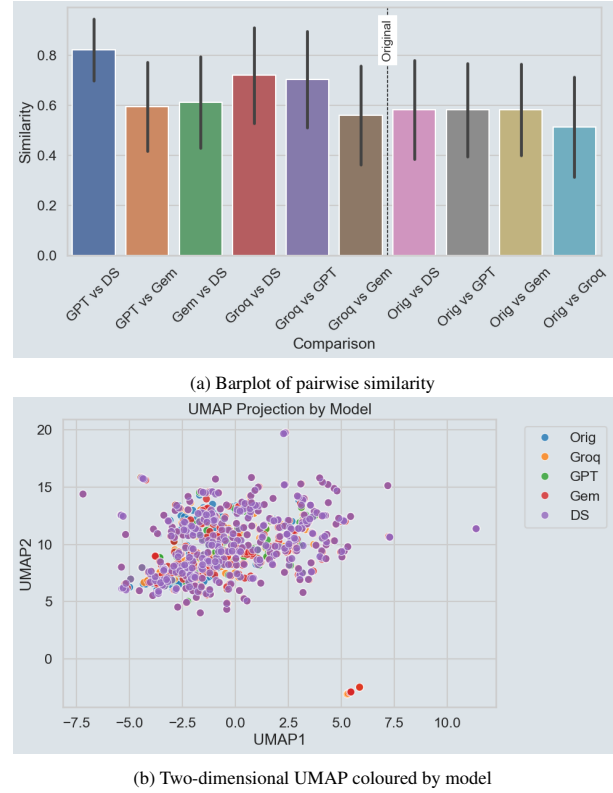 Similarity
0.8
0.6
0.4
0.2
0.0
Original
GPT vs DS
GPT vs Gem
Gem vs DS
Groq vs DS
Groq vs GPT
Groq vs Gem
Orig vs DS
Orig vs GPT
Orig vs Gem
Orig vs Groq
Comparison
(a) Barplot of pairwise similarity
UMAP Projection by Model
UMAP2
20
15
10
5
0
−7.5 −5.0 −2.5 0.0 2.5 5.0 7.5 10.0
UMAP1
Orig
Groq
GPT
Gem
DS
(b) Two-dimensional UMAP coloured by model